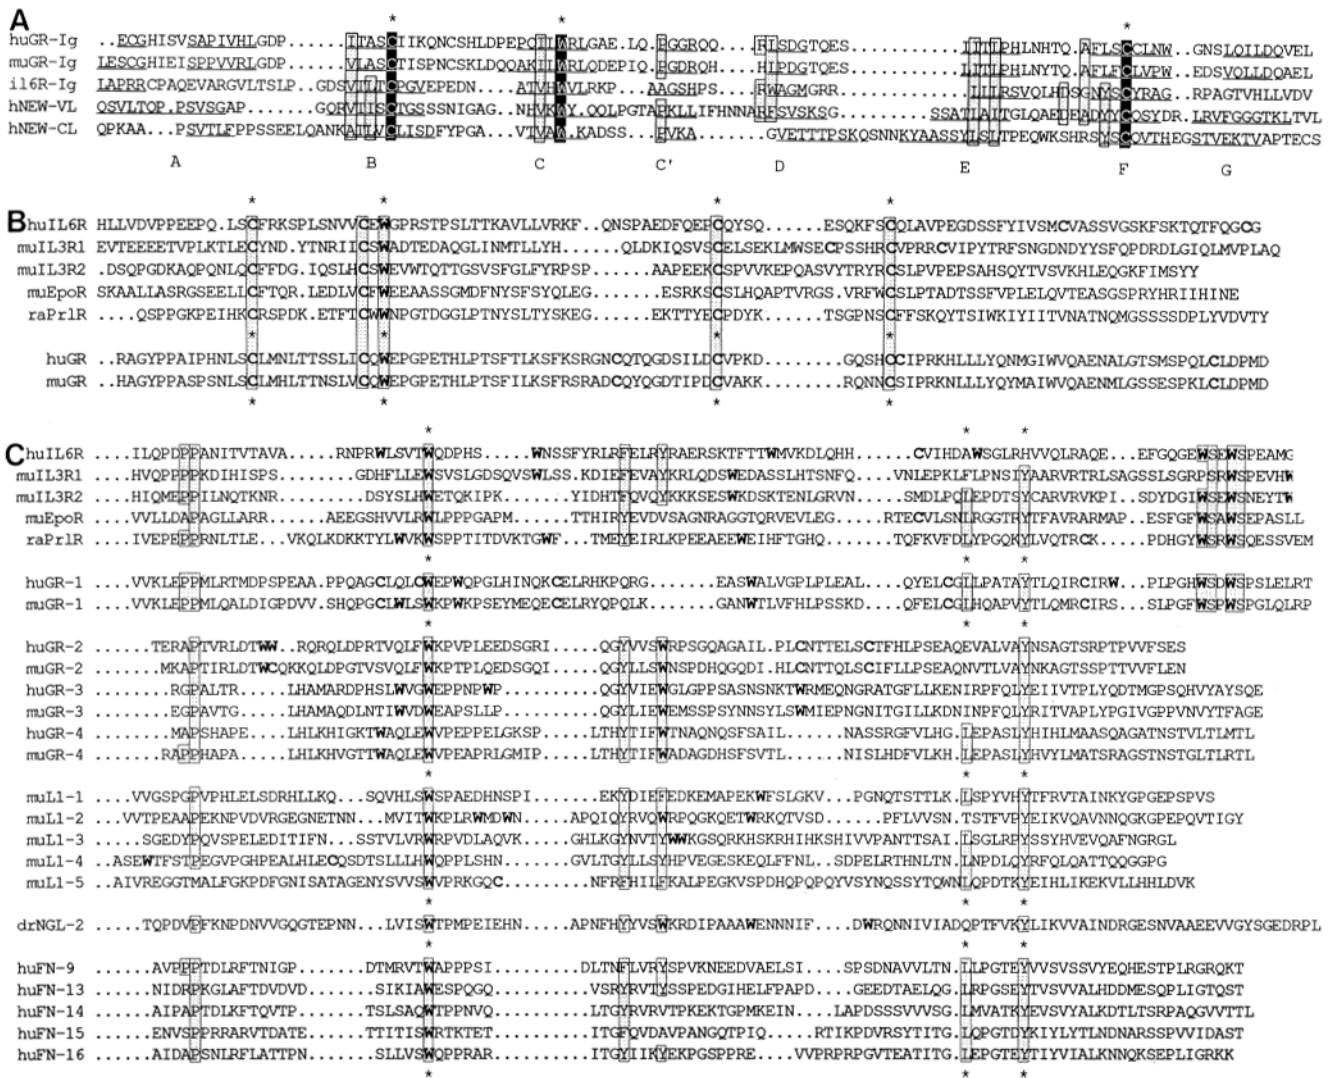 A
* * *
huGR-Ig ..ECGHISVSAPIVHLGDP......ITASCIIKQNCSHLDPEPQILWRLGAE.LQ.PGGRQQ...RLSDGTQES............IITLPHLNHTQ.AFLSCCLNW..GNSLQILDQVEL
muGR-Ig LESCGHIEISPPVVRLGDP......VLASCTISPNCSKLDQQAKIIWRLQDEPIQ.PGDRQH...HLPDGTQES............LITLPHLNYTQ.AFLFCLVPW..EDSVQLLDQAEL
il6R-Ig LAPRRCPAQEVARGVLTSLP..GDSVTLTCPGVEPEDN....ATVHWVLRKP...AAGSHPS...RWAGMGRR.............LLLRSVQLHDSGNYSCYRAG..RPAGTVHLLVDV
hNEW-VL QSVLTQP.PSVSGAP.........GQRVTISCTGSSSNIGAG..NHVKWY.QQLPGTAPKLLIFHNNARFSVSKSG..........SSATLAITGLQAEDEADYYCQSYDR.LRVFGGGTKLTVL
hNEW-CL QPKAA...PSVTLFPPSSEELQANKATLVCLISDFYPGA...VTVAWKADSS...PVKA.......GVETTTPSKQSNNKYAASSYLSLTPEQWKSHRSYSCQVTHEGSTVEKTVAPTECS
A B C C' D E F G
* * * *
B huIL6R HLLVDVPPEEPQ.LSCFRKSPLSNVVCEWGPRSTPSLTTKAVLLVRKF..QNSPAEDFQEPCQYSQ......ESQKFSCQLAVPEGDSSFYIVSMCVASSVGSKFSKTQTFQGCG
muIL3R1 EVTEEEETVPLKTLECYND.YTNRIICSWADTEDAQGLINMTLLYH......QLDKIQSVSCELSEKLMWSECPSSHRCVPRRCVIPYTRFSNGDNDYYSFQPDRDLGIQLMVPLAQ
muIL3R2 .DSQPGDKAQPQNLQCFFDG.IQSLHCSWEVWTQTTGSVSFGLFYRPSP......AAPEEKCSPVVKEPQASVYTRYRCSLPVPEPSAHSQYTVSVKHLEQGKFIMSYY
muEpoR SKAALLASRGSEELLCFTQR.LEDLVCFWEEAASSGMDFNYSFSYQLEG.......ESRKSCSLHQAPTVRGS.VRFWCSLPTADTSSFVPLELQVTEASGSPRYHRIIHINE
raPrlR ....QSPPGKPEIHKCRSPDK.ETFTCWWNPGTDGGLPTNYSLTYSKEG......EKTTYECPDYK.......TSGPNSCFFSKQYTSIWKIYIITVNATNQMGSSSSDPLYVDVTY
* * * *
huGR ..RAGYPPAIPHNLSCLMNLTTSSLICQWEPGPETHLPTSFTLKSFKSRGNCQTQGDSILDCVPKD........GQSHCCIPRKHLLLYQNMGIWVQAENALGTSMSPQLCLDPMD
muGR ..HAGYPPASPSNLSCLMHLTTNSLVCQWEPGPETHLPTSFILKSFRSRADCQYQGDTIPDCVAKK........RQNNCSIPRKNLLLYQYMAIWVQAENMLGSSESPKLCLDPMD
* * * *
* * *
C huIL6R ....ILQPDPPANITVTAVA.....RNPRWLSVTWQDPHS.....WNSSFYRLRFELRYRAERSKTFTTWMVKDLQHH......CVIHDAWSGLRHVVQLRAQE...EFGQGEWSEWSPEAMG
muIL3R1 ....HVQPPPPKDIHISPS.......GDHFLLEWSVSLGDSQVSWLSS.KDIEFEVAYKRLQDSWEDASSLHTSNFQ...VNLEPKLFLPNSIYAARVRTRLSAGSSLSGRPSRWSPEVHW
muIL3R2 ....HIQMEPPILNQTKNR.......DSYSLHWETQKIPK.....YIDHTFQVQYKKKSESWKDSKTENLGRVN.....SMDLPQLEPDTSYCARVRVKPI...SDYDGIWSEWSNEYTW
muEpoR ....VVLLDAPAGLLARR......AEEGSHVVLRWLPPPGAPM......TTHIRYEVDVSAGNRAGGTQRVEVLEG....RTECVLSNLRGGTRYTFAVRARMAP...ESFGFWSAWSEPASLL
raPrlR ....IVEPEPPRNLTLE...VKQLKDKKTYLWVKWSPPTITDVKTGWF...TMEYEIRLKPEEAEEWEIHFTGHQ......TQFKVFDLYPGQKYLVQTRCK....PDHGYWSRWSQESSVEM
* * *
huGR-1 ....VVKLEPPMLRTMDPSPEAA.PPQAGCLQLCWEPWQPGLHINQKCELRHKPQRG......EASWALVGPLPLEAL...QYELCGLLPATAYTLQIRCIRW...PLPGHWSDWSPSLELRT
muGR-1 ....VVKLEPPMLQALDIGPDVV.SHQPGCLWLSWKPWKPSEYMEQECELRYQPQLK......GANWTLVFHLPSSKD....QFELCGLHQAPVYTLQMRCIRS...SLPGFWSPWSPGLQLRP
* * *
huGR-2 ......TERAPTVRLDTWW..RQRQLDPRTVQLFWKPVPLEEDSGRI.....QGYVVSWRPSGQAGAIL.PLCNTTELSCTFHLPSEAQEVALVAYNSAGTSRPTPVVFSES
muGR-2 .......MKAPTIRLDTWCQKKQLDPGTVSVQLFWKPTPLQEDSGQI.....QGYLLSWNSPDHQGQDI.HLCNTTQLSCIFLLPSEAQNVTLVAYNKAGTSSPTTVVFLEN
huGR-3 ........RGPALTR.....LHAMARDPHSLWVGWEPPNPWP..........QGYVIEWGLGPPSASNSNKTWRMEQNGRATGFLLKENIRPFQLYEIIVTPLYQDTMGPSQHVYAYSQE
muGR-3 ........EGPAVTG.....LHAMAQDLNTIWVDWEAPSLLP..........QGYLIEWEMSSPSYNNSYLSWMIEPNGNITGILLKDNINPFQLYRITVAPLYPGIVGPPVNVYTFAGE
huGR-4 ........MAPSHAPE....LHLKHIGKTWAQLEWVPEPPELGKSP......LTHYTIFWTNAQNQSFSAIL....NASSRGFVLHG.LEPASLYHIHLMAASQAGATNSTVLTLMTL
muGR-4 .......RAPPHAPA.....LHLKHVGTTWAQLEWVPEAPRLGMIP......LTHYTIFWADAGDHSFSVTL....NISLHDFVLKH.LEPASLYHVYLMATSRAGSTNSTGLTLRTL
* * *
muL1-1 ....VVGSPGPVPHLELSDRHLLKQ...SQVHLSWSPAEDHNSPI.......EKYDIEFEDKEMAPEKWFSLGKV...PGNQTSTTLK.LSPYVHYTFRVTAINKYGPGEPSPVS
muL1-2 ...VVTPEAAPEKNPVDVRGEGNETNN...MVITWKPLRWMDWN.....APQIQYRVQWRPQGKQETWRKQTVSD....PFLVVSN.TSTFVPYEIKVQAVNNQGKGPEPQVTIGY
muL1-3 .....SGEDYPQVSPELEDITIFN....SSTVLVRWRPVDLAQVK......GHLKGYNVTYWWKGSQRKHSKRHIHKSHIVVPANTTSAI.LSGLRPYSSYHVEVQAFNGRGL
muL1-4 ..ASEWTFSTPEGVPGHPEALHLECQSDTSLLLHWQPPLSHN......GVLTGYLLSYHPVEGESKEQLFFNL..SDPELRTHNLTN.LNPDLQYRFQLQATTQQGGPG
muL1-5 ..AIVREGGTMALFGKPDFGNISATAGENYSVVSWVPRKGQC.........NFRFHILFKALPEGKVSPDHQPQPQYVSYNQSSYTQWNLQPDTKYEIHLIKEKVLLHHLDVK
* * *
drNGL-2 .....TQPDVPFKNPDNVVGQGTEPNN...LVISWTPMPEIEHN....APNFHYYVSWKRDIPAAAWENNNIF....DWRQNNIVIADQPTFVKYLIKVVAINDRGESNVAAEEVVGYSGEDRPL
* * *
huFN-9 ......AVPPPTDLRFTNIGP.......DTMRVTWAPPPSI..........DLTNFLVRYSPVKNEEDVAELSI....SPSDNAVVLTN.LLPGTEYVVSVSSVYEQHESTPLRGRQKT
huFN-13 ......NIDRPKGLAFTDVDVD......SIKIAWESPQGQ..........VSRYRVTYSSPEDGIHELFPAPD....GEEDTAELQG.LRPGSEYTVSVVALHDDMESQPLIGTQST
huFN-14 ......AIPAPTDLKFTQVTP.......TSLSAQWTPPNVQ.........LTGYRVRVTPKEKTGPMKEIN.....LAPDSSSVVVSG.LMVATKYEVSVYALKDTLTSRPAQGVVTTL
huFN-15 ......ENVSPPRRARVTDATE......TTITISWRTKTET.........ITGFQVDAVPANGQTPIQ....RTIKPDVRSYTITG.LQPGTDYKIYLYTLNDNARSSPVVIDAST
huFN-16 ......AIDAPSNLRFLATTPN......SLLVSWQPPRAR..........ITGYIIKYEKPGSPPRE....VVPRPRPGVTEATITG.LEPGTEYTIYVIALKNNQKSEPLIGRKK
* * *